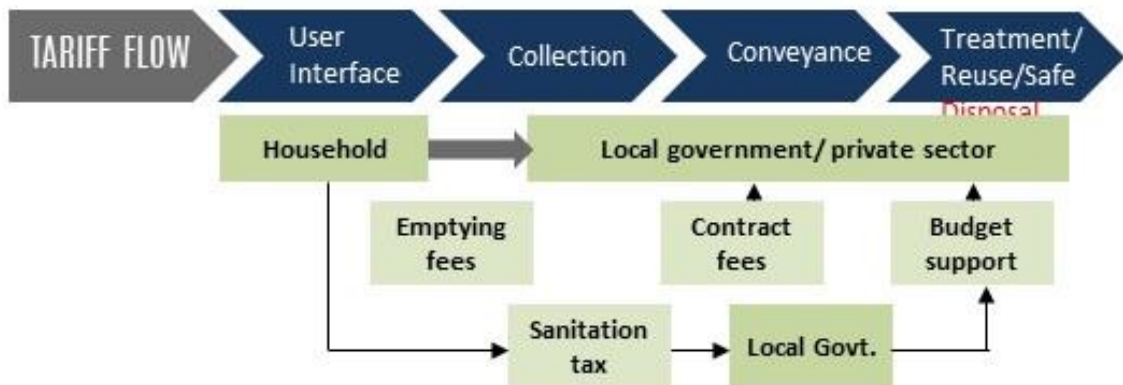 TARIFF FLOW
User
Interface
Collection
Conveyance
Treatment/
Reuse/Safe
Disposal
Household
Local government/ private sector
Emptying
fees
Contract
fees
Budget
support
Sanitation
tax
Local Govt.